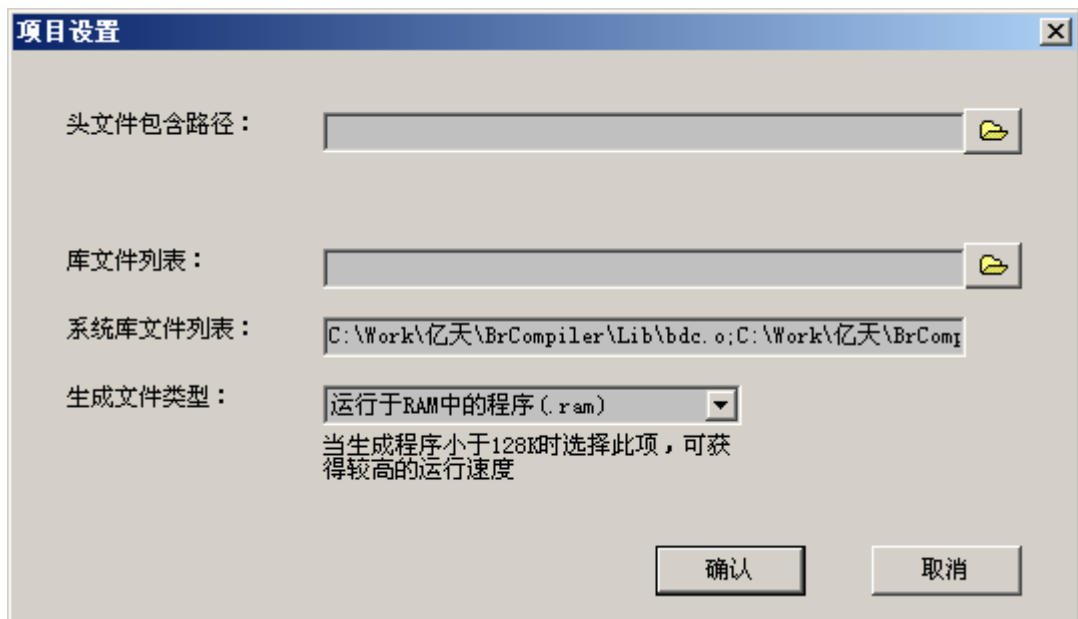 项目设置
头文件包含路径：
库文件列表：
系统库文件列表：
C:\Work\亿天\BrCompiler\Lib\bdc.o;C:\Work\亿天\BrComp
生成文件类型：
运行于RAM中的程序(.ram)
当生成程序小于128K时选择此项，可获
得较高的运行速度
确认
取消